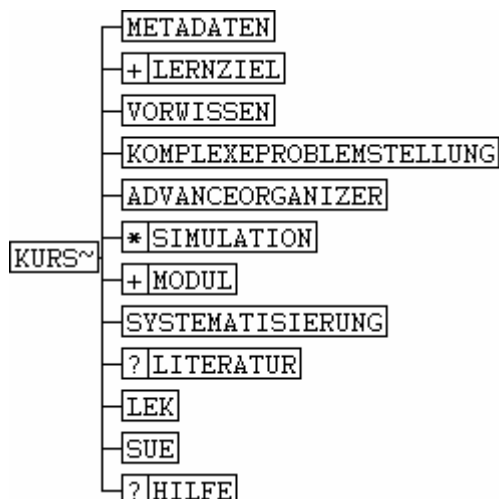 METADATEN
+ LERNZIEL
VORWISSEN
KOMPLEXEPROBLEMSTELLUNG
ADVANCEORGANIZER
* SIMULATION
KURS~
+ MODUL
SYSTEMATISIERUNG
? LITERATUR
LEK
SUE
? HILFE